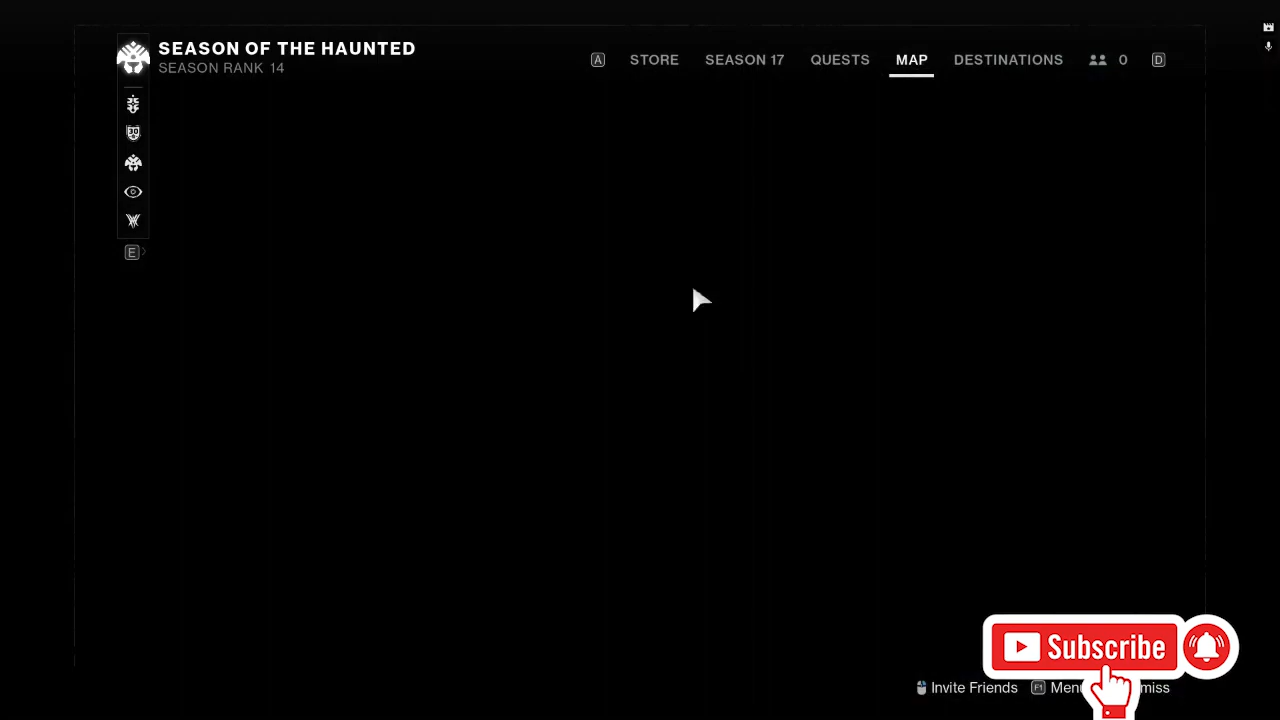 SEASON OF THE HAUNTED
SEASON RANK 14
A STORE SEASON 17 QUESTS MAP DESTINATIONS 0 D
30
E
Subscribe
Invite Friends F1 Menu